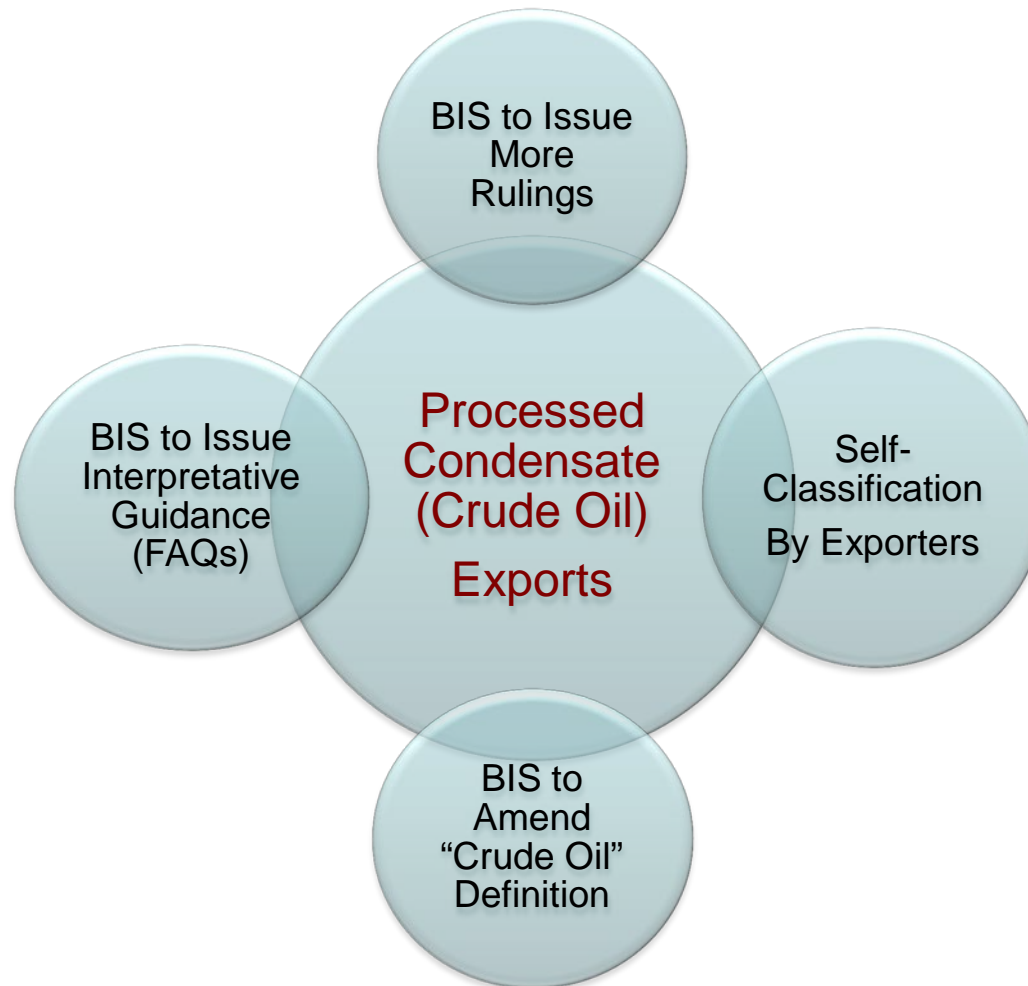 BIS to Issue
More
Rulings
BIS to Issue
Interpretative
Guidance
(FAQs)
Processed
Condensate
(Crude Oil)
Exports
Self-
Classification
By Exporters
BIS to
Amend
“Crude Oil”
Definition